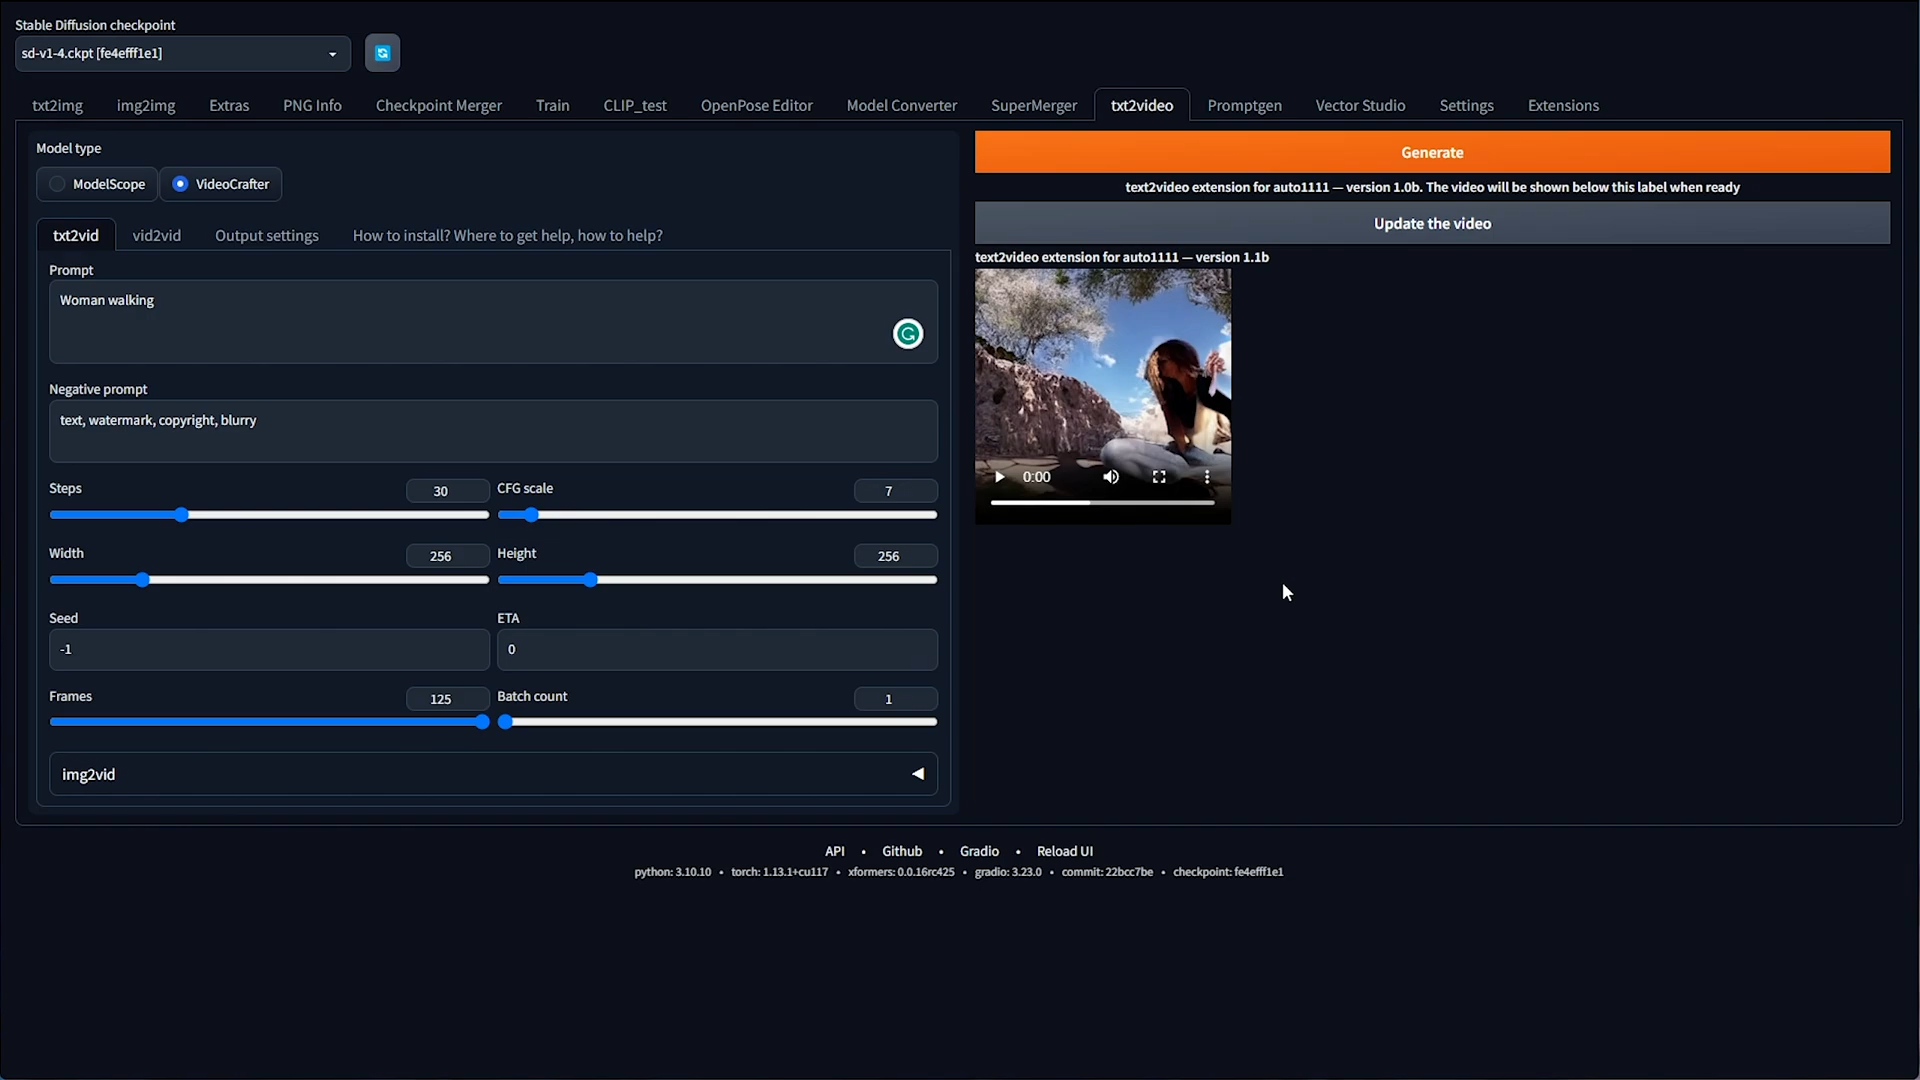 Stable Diffusion checkpoint
sd-v1-4.ckpt [fe4efff1e1]
txt2img img2img Extras PNG Info Checkpoint Merger Train CLIP_test OpenPose Editor Model Converter SuperMerger txt2video Promptgen Vector Studio Settings Extensions
Model type
ModelScope VideoCrafter
txt2vid vid2vid Output settings How to install? Where to get help, how to help?
Prompt
Woman walking
Negative prompt
text, watermark, copyright, blurry
Steps 30 CFG scale 7
Width 256 Height 256
Seed ETA
-1 0
Frames 125 Batch count 1
img2vid
Generate
text2video extension for auto1111 — version 1.0b. The video will be shown below this label when ready
Update the video
text2video extension for auto1111 — version 1.1b
0:00
API • Github • Gradio • Reload UI
python: 3.10.10 • torch: 1.13.1+cu117 • xformers: 0.0.16rc425 • gradio: 3.23.0 • commit: 22bcc7be • checkpoint: fe4efff1e1